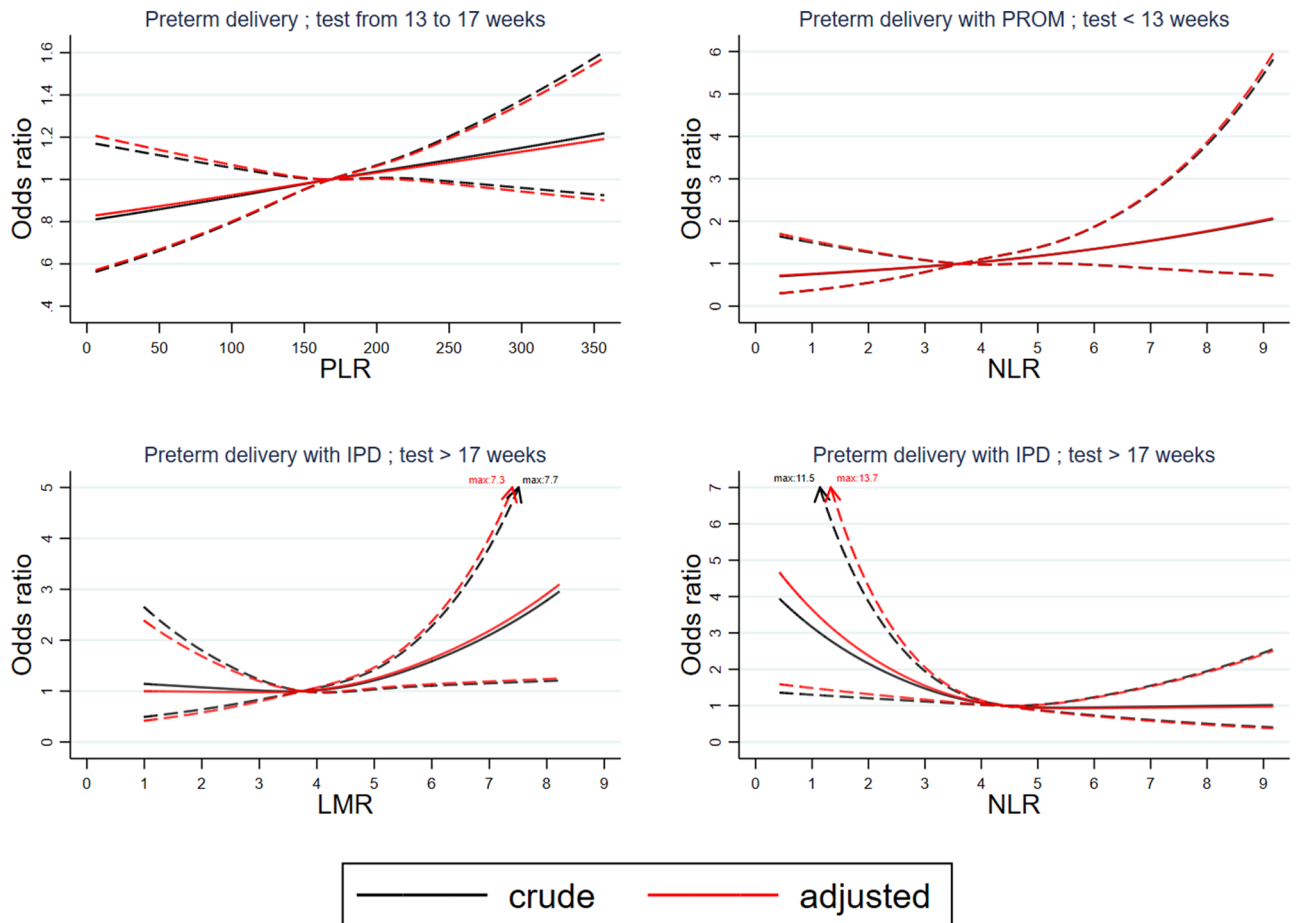 Preterm delivery ; test from 13 to 17 weeks
Odds ratio
1.6
1.4
1.2
1
.8
.6
.4
0 50 100 150 200 250 300 350
PLR
Preterm delivery with PROM ; test < 13 weeks
Odds ratio
6
5
4
3
2
1
0
0 1 2 3 4 5 6 7 8 9
NLR
Preterm delivery with IPD ; test > 17 weeks
max:7.3 max:7.7
Odds ratio
5
4
3
2
1
0
0 1 2 3 4 5 6 7 8 9
LMR
Preterm delivery with IPD ; test > 17 weeks
max:11.5 max:13.7
Odds ratio
7
6
5
4
3
2
1
0
0 1 2 3 4 5 6 7 8 9
NLR
crude adjusted